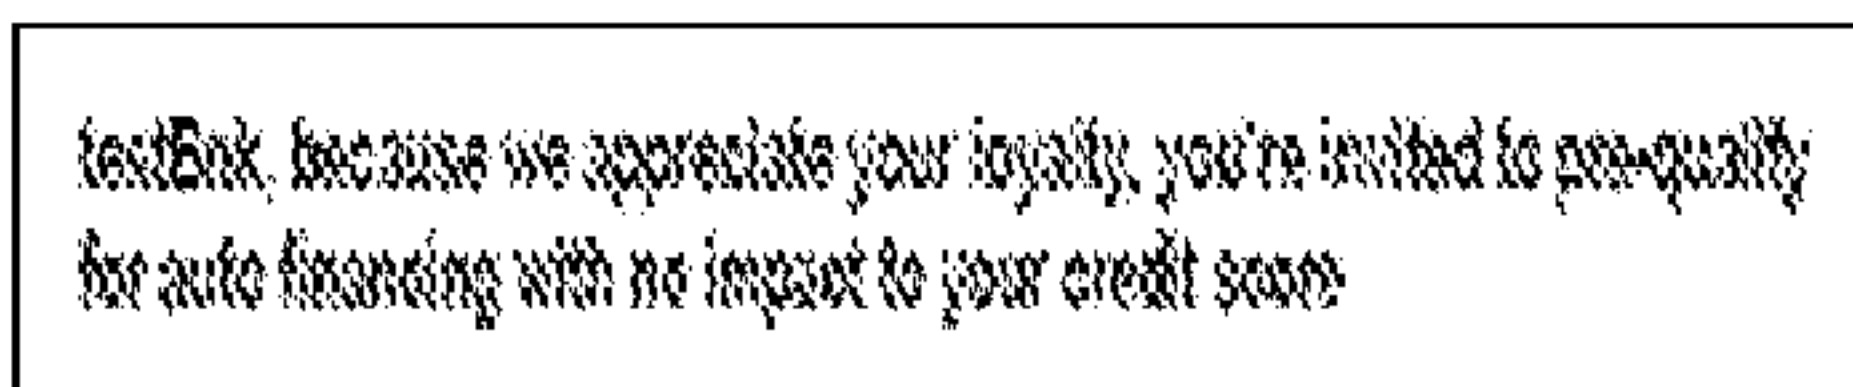 testBnk, because we appreciate your loyalty, you're invited to pre-qualify
for auto financing with no impact to your credit score